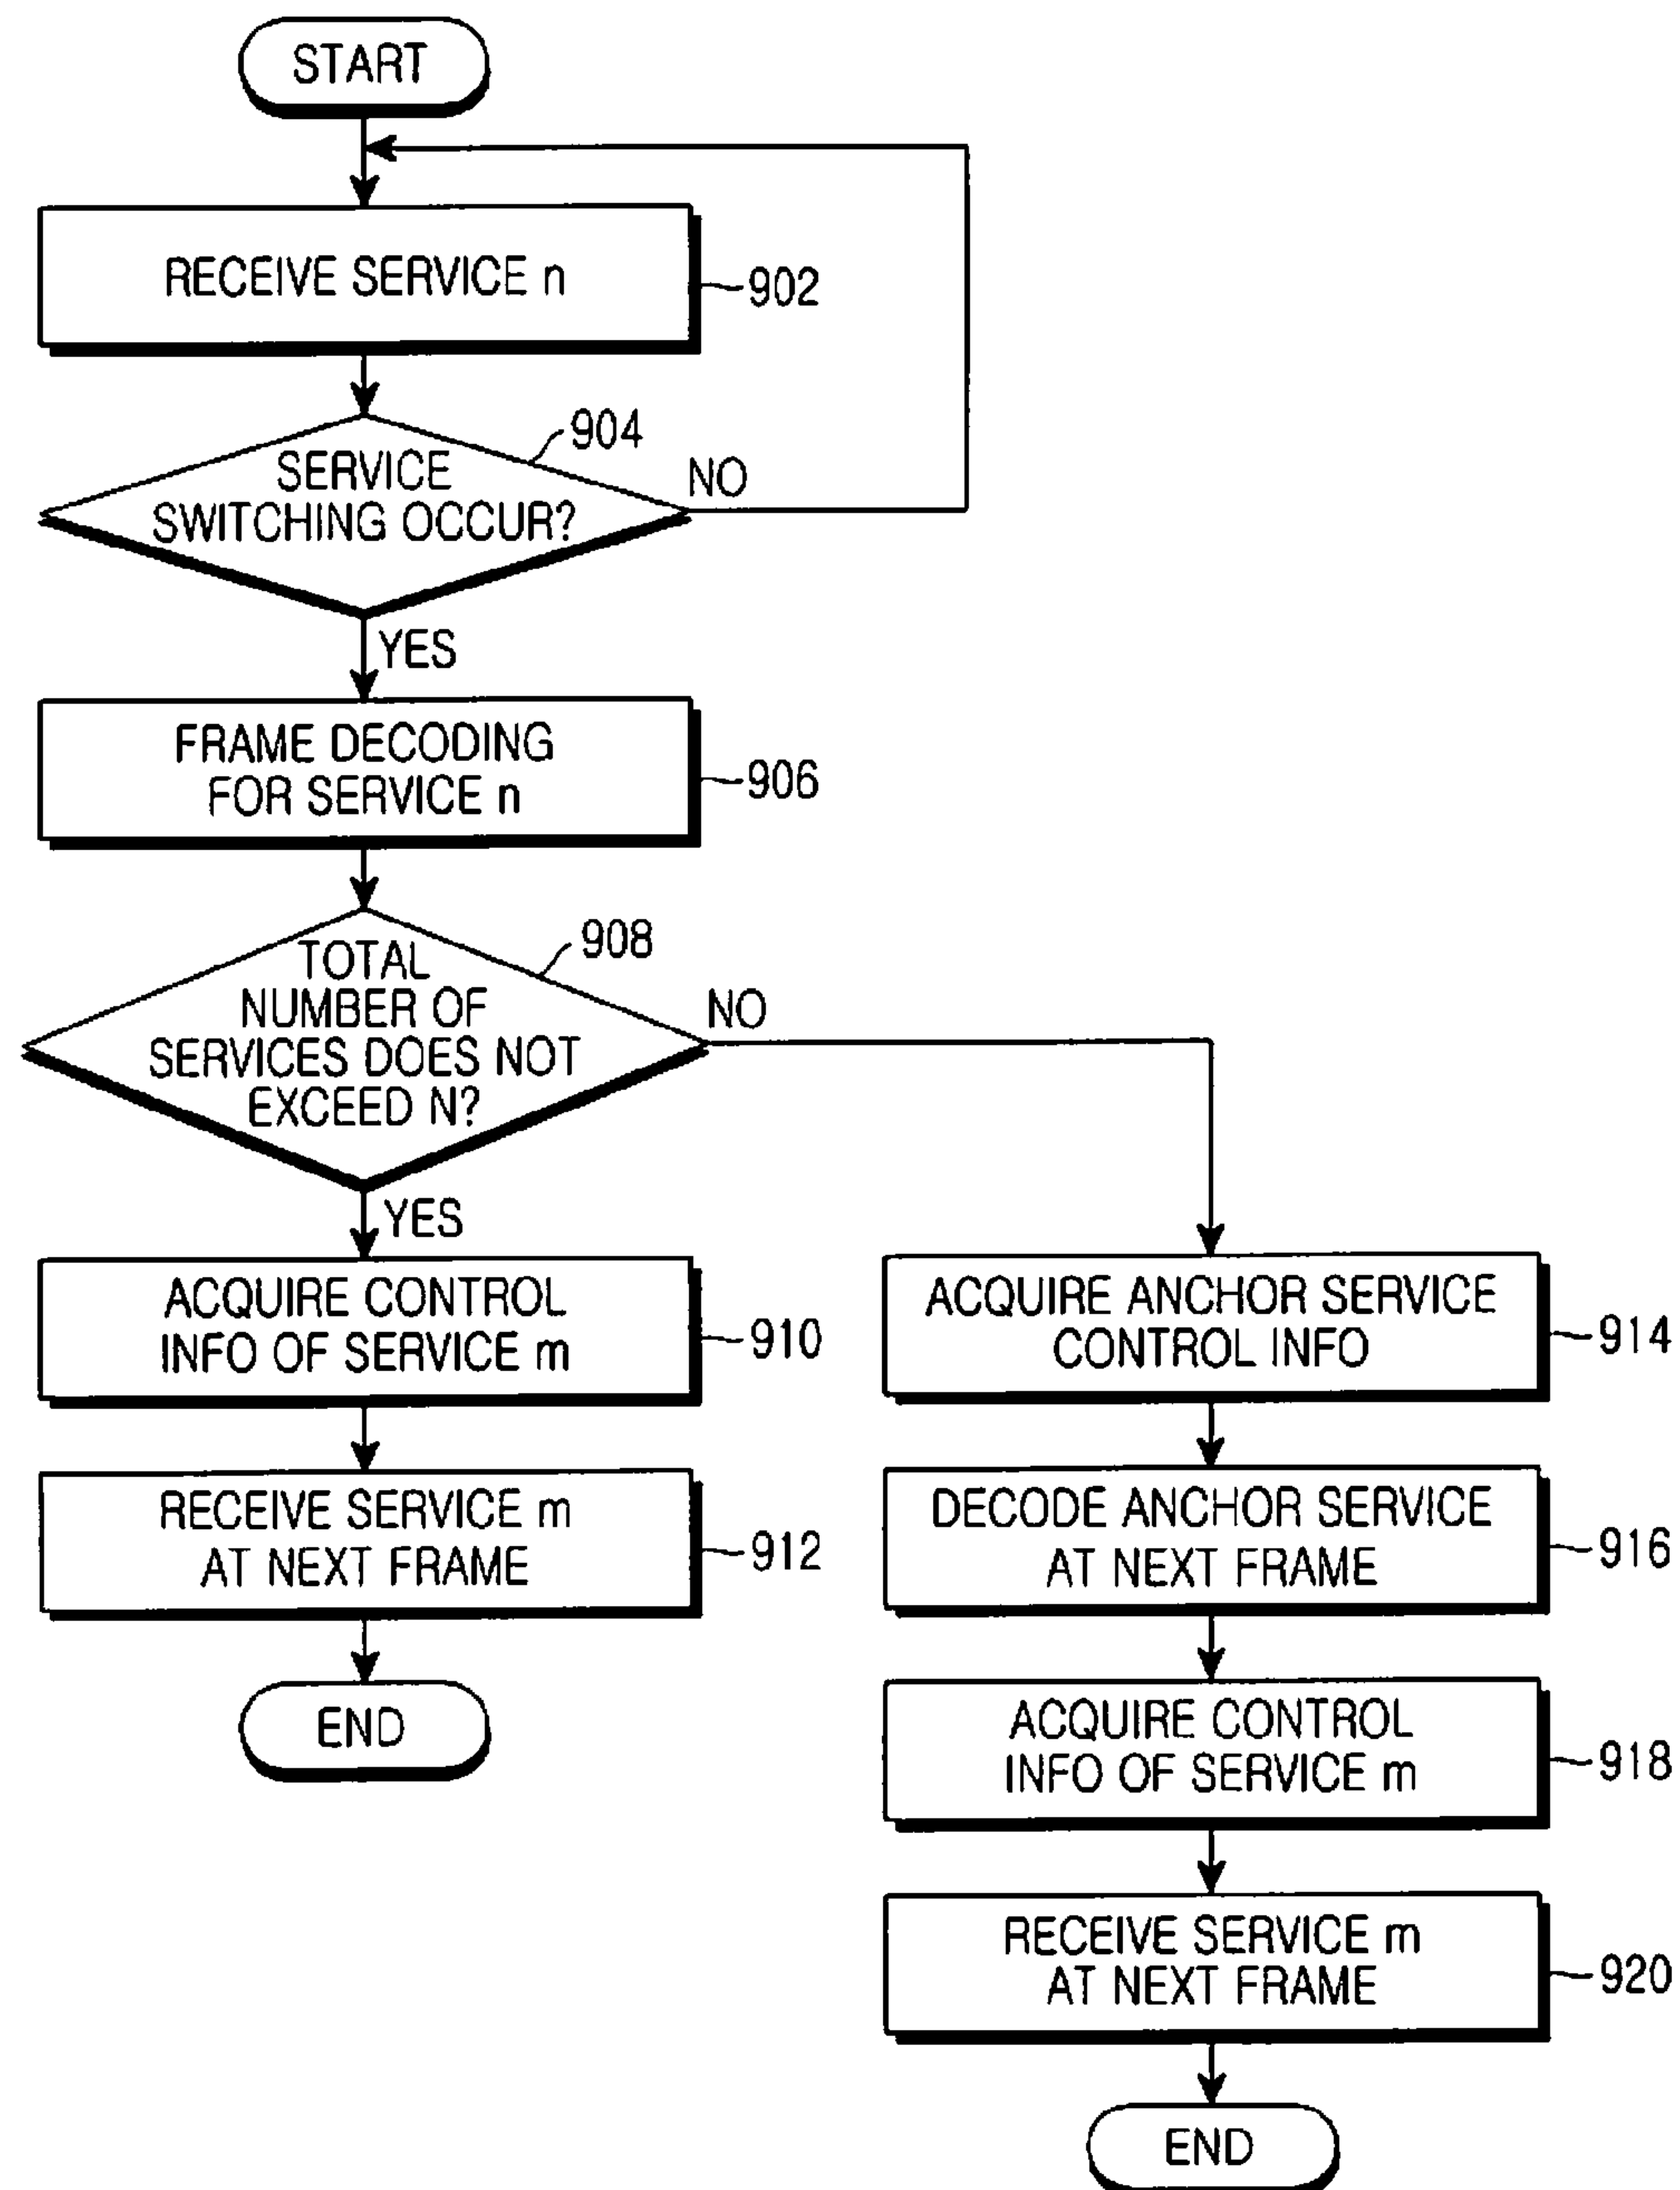 START
RECEIVE SERVICE n
902
904
SERVICE
SWITCHING OCCUR?
NO
YES
FRAME DECODING
FOR SERVICE n
906
908
TOTAL
NUMBER OF
SERVICES DOES NOT
EXCEED N?
NO
YES
ACQUIRE CONTROL
INFO OF SERVICE m
910
RECEIVE SERVICE m
AT NEXT FRAME
912
END
ACQUIRE ANCHOR SERVICE
CONTROL INFO
914
DECODE ANCHOR SERVICE
AT NEXT FRAME
916
ACQUIRE CONTROL
INFO OF SERVICE m
918
RECEIVE SERVICE m
AT NEXT FRAME
920
END